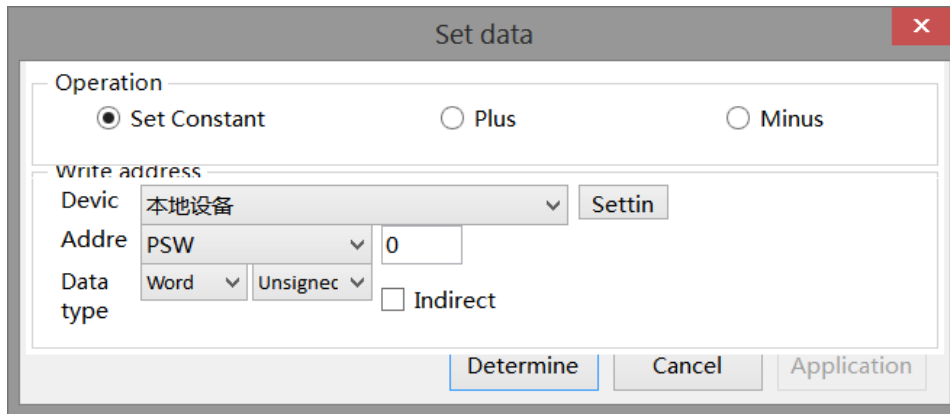 Set data
Operation
Set Constant Plus Minus
Write address
Devic 本地设备 Settin
Addre PSW 0
Data type Word Unsignec
Indirect
Determine Cancel Application